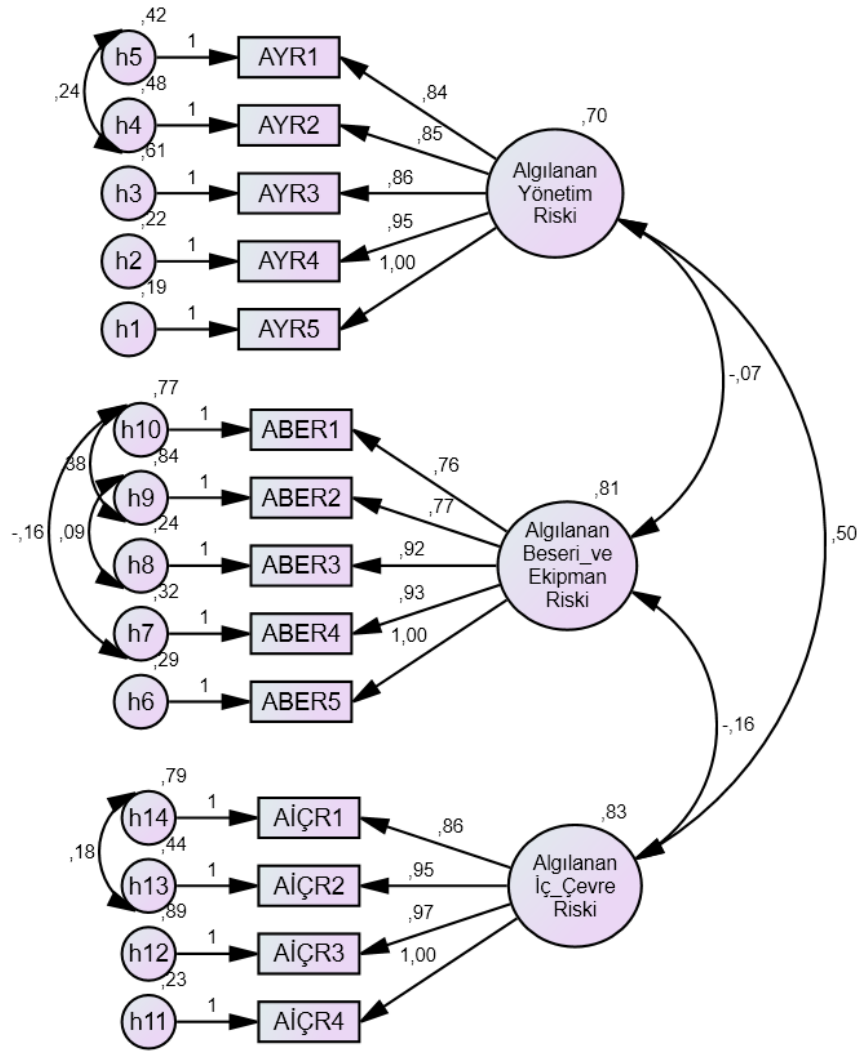 ,42
h5
1
AYR1
,84
,24
,48
h4
1
AYR2
,85
,70
,61
h3
1
AYR3
,86
Algılanan
Yönetim
Riski
,22
h2
1
AYR4
,95
,19
h1
1
AYR5
1,00
-,07
,50
,77
h10
1
ABER1
,76
,38
,84
h9
1
ABER2
,77
,81
-,16
,09
,24
h8
1
ABER3
,92
Algılanan
Beseri_ve
Ekipman
Riski
,32
h7
1
ABER4
,93
,29
h6
1
ABER5
1,00
-,16
,79
h14
1
AİÇR1
,86
,83
,18
,44
h13
1
AİÇR2
,95
Algılanan
İç_Çevre
Riski
,89
h12
1
AİÇR3
,97
,23
h11
1
AİÇR4
1,00